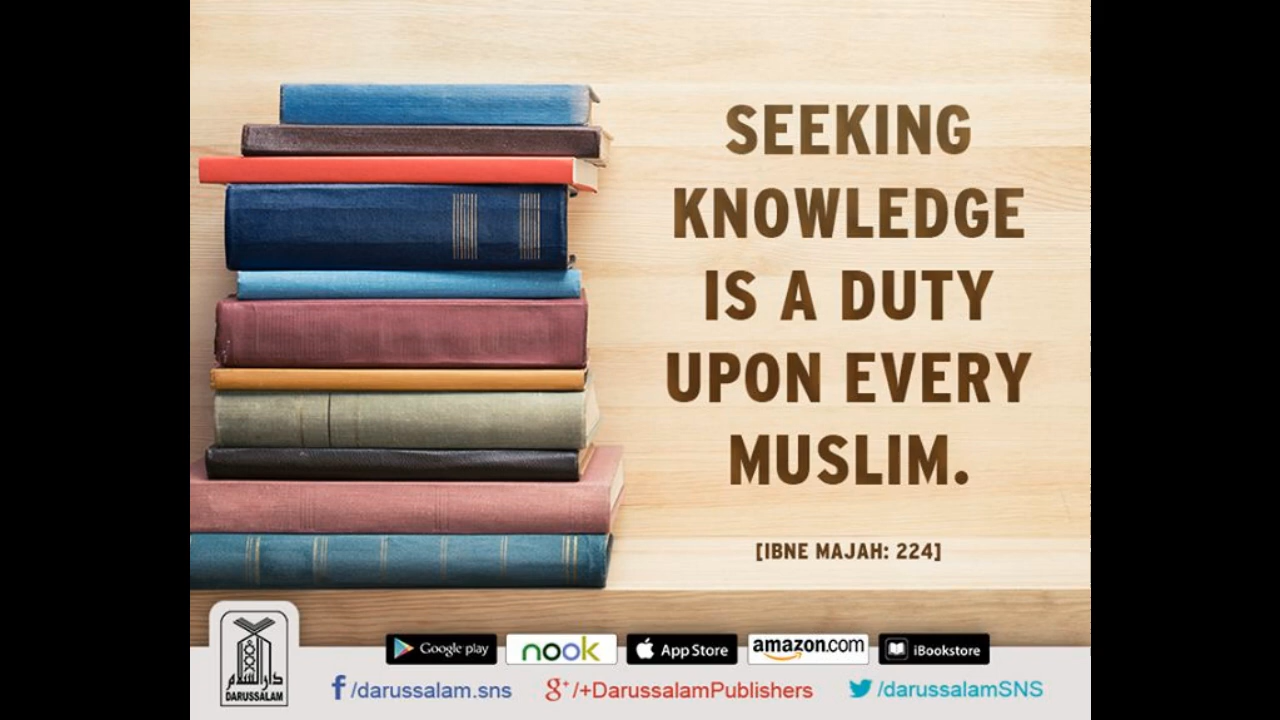 SEEKING
KNOWLEDGE
IS A DUTY
UPON EVERY
MUSLIM.
[IBNE MAJAH: 224]
دارالسلام
DARUSSALAM
Google play
nook
App Store
amazon.com
iBookstore
f /darussalam.sns
g+ /+DarussalamPublishers
/darussalamSNS